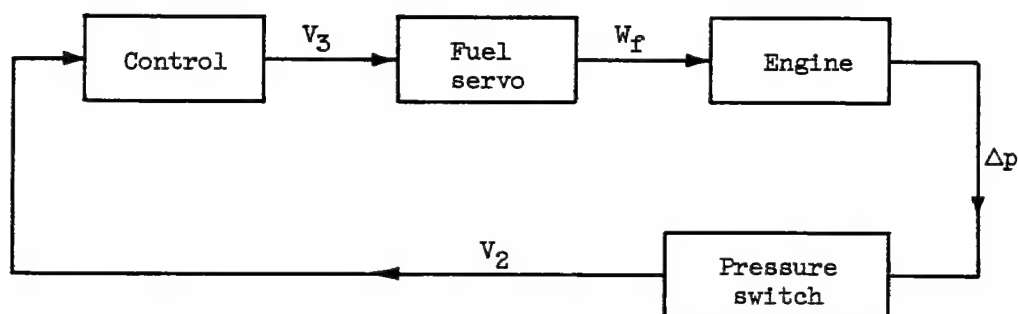 Control
V3
Fuel
servo
Wf
Engine
Δp
V2
Pressure
switch